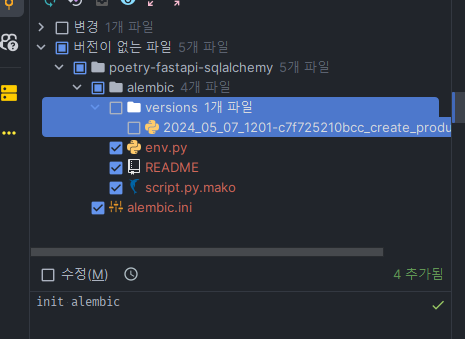 변경 1개 파일
버전이 없는 파일 5개 파일
poetry-fastapi-sqlalchemy 5개 파일
alembic 4개 파일
versions 1개 파일
2024_05_07_1201-c7f725210bcc_create_produ
env.py
README
script.py.mako
alembic.ini
수정(M) 4 추가됨
init alembic